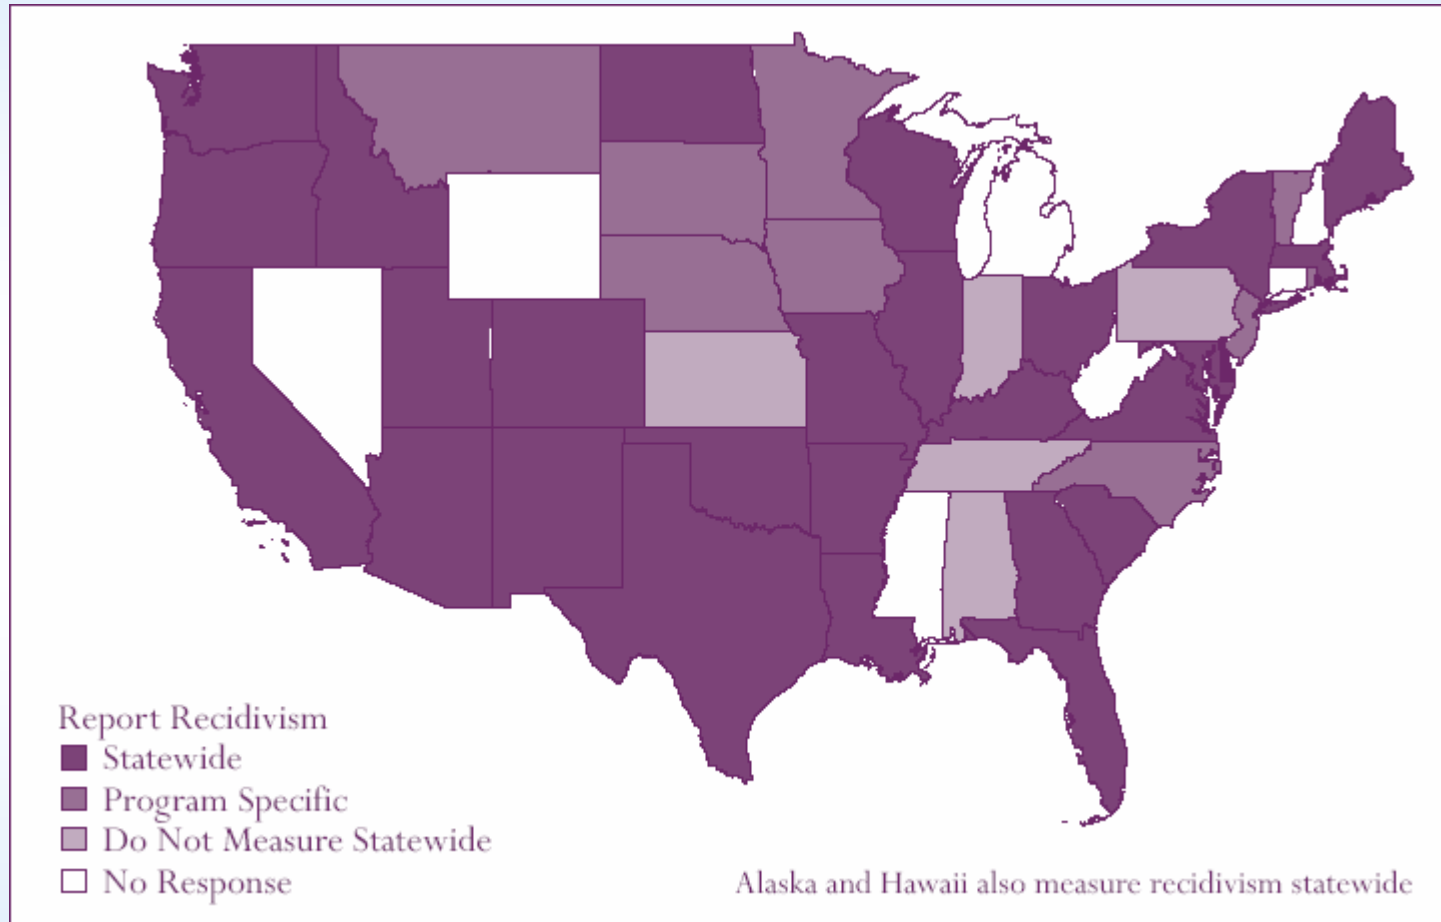 Report Recidivism
Statewide
Program Specific
Do Not Measure Statewide
No Response
Alaska and Hawaii also measure recidivism statewide